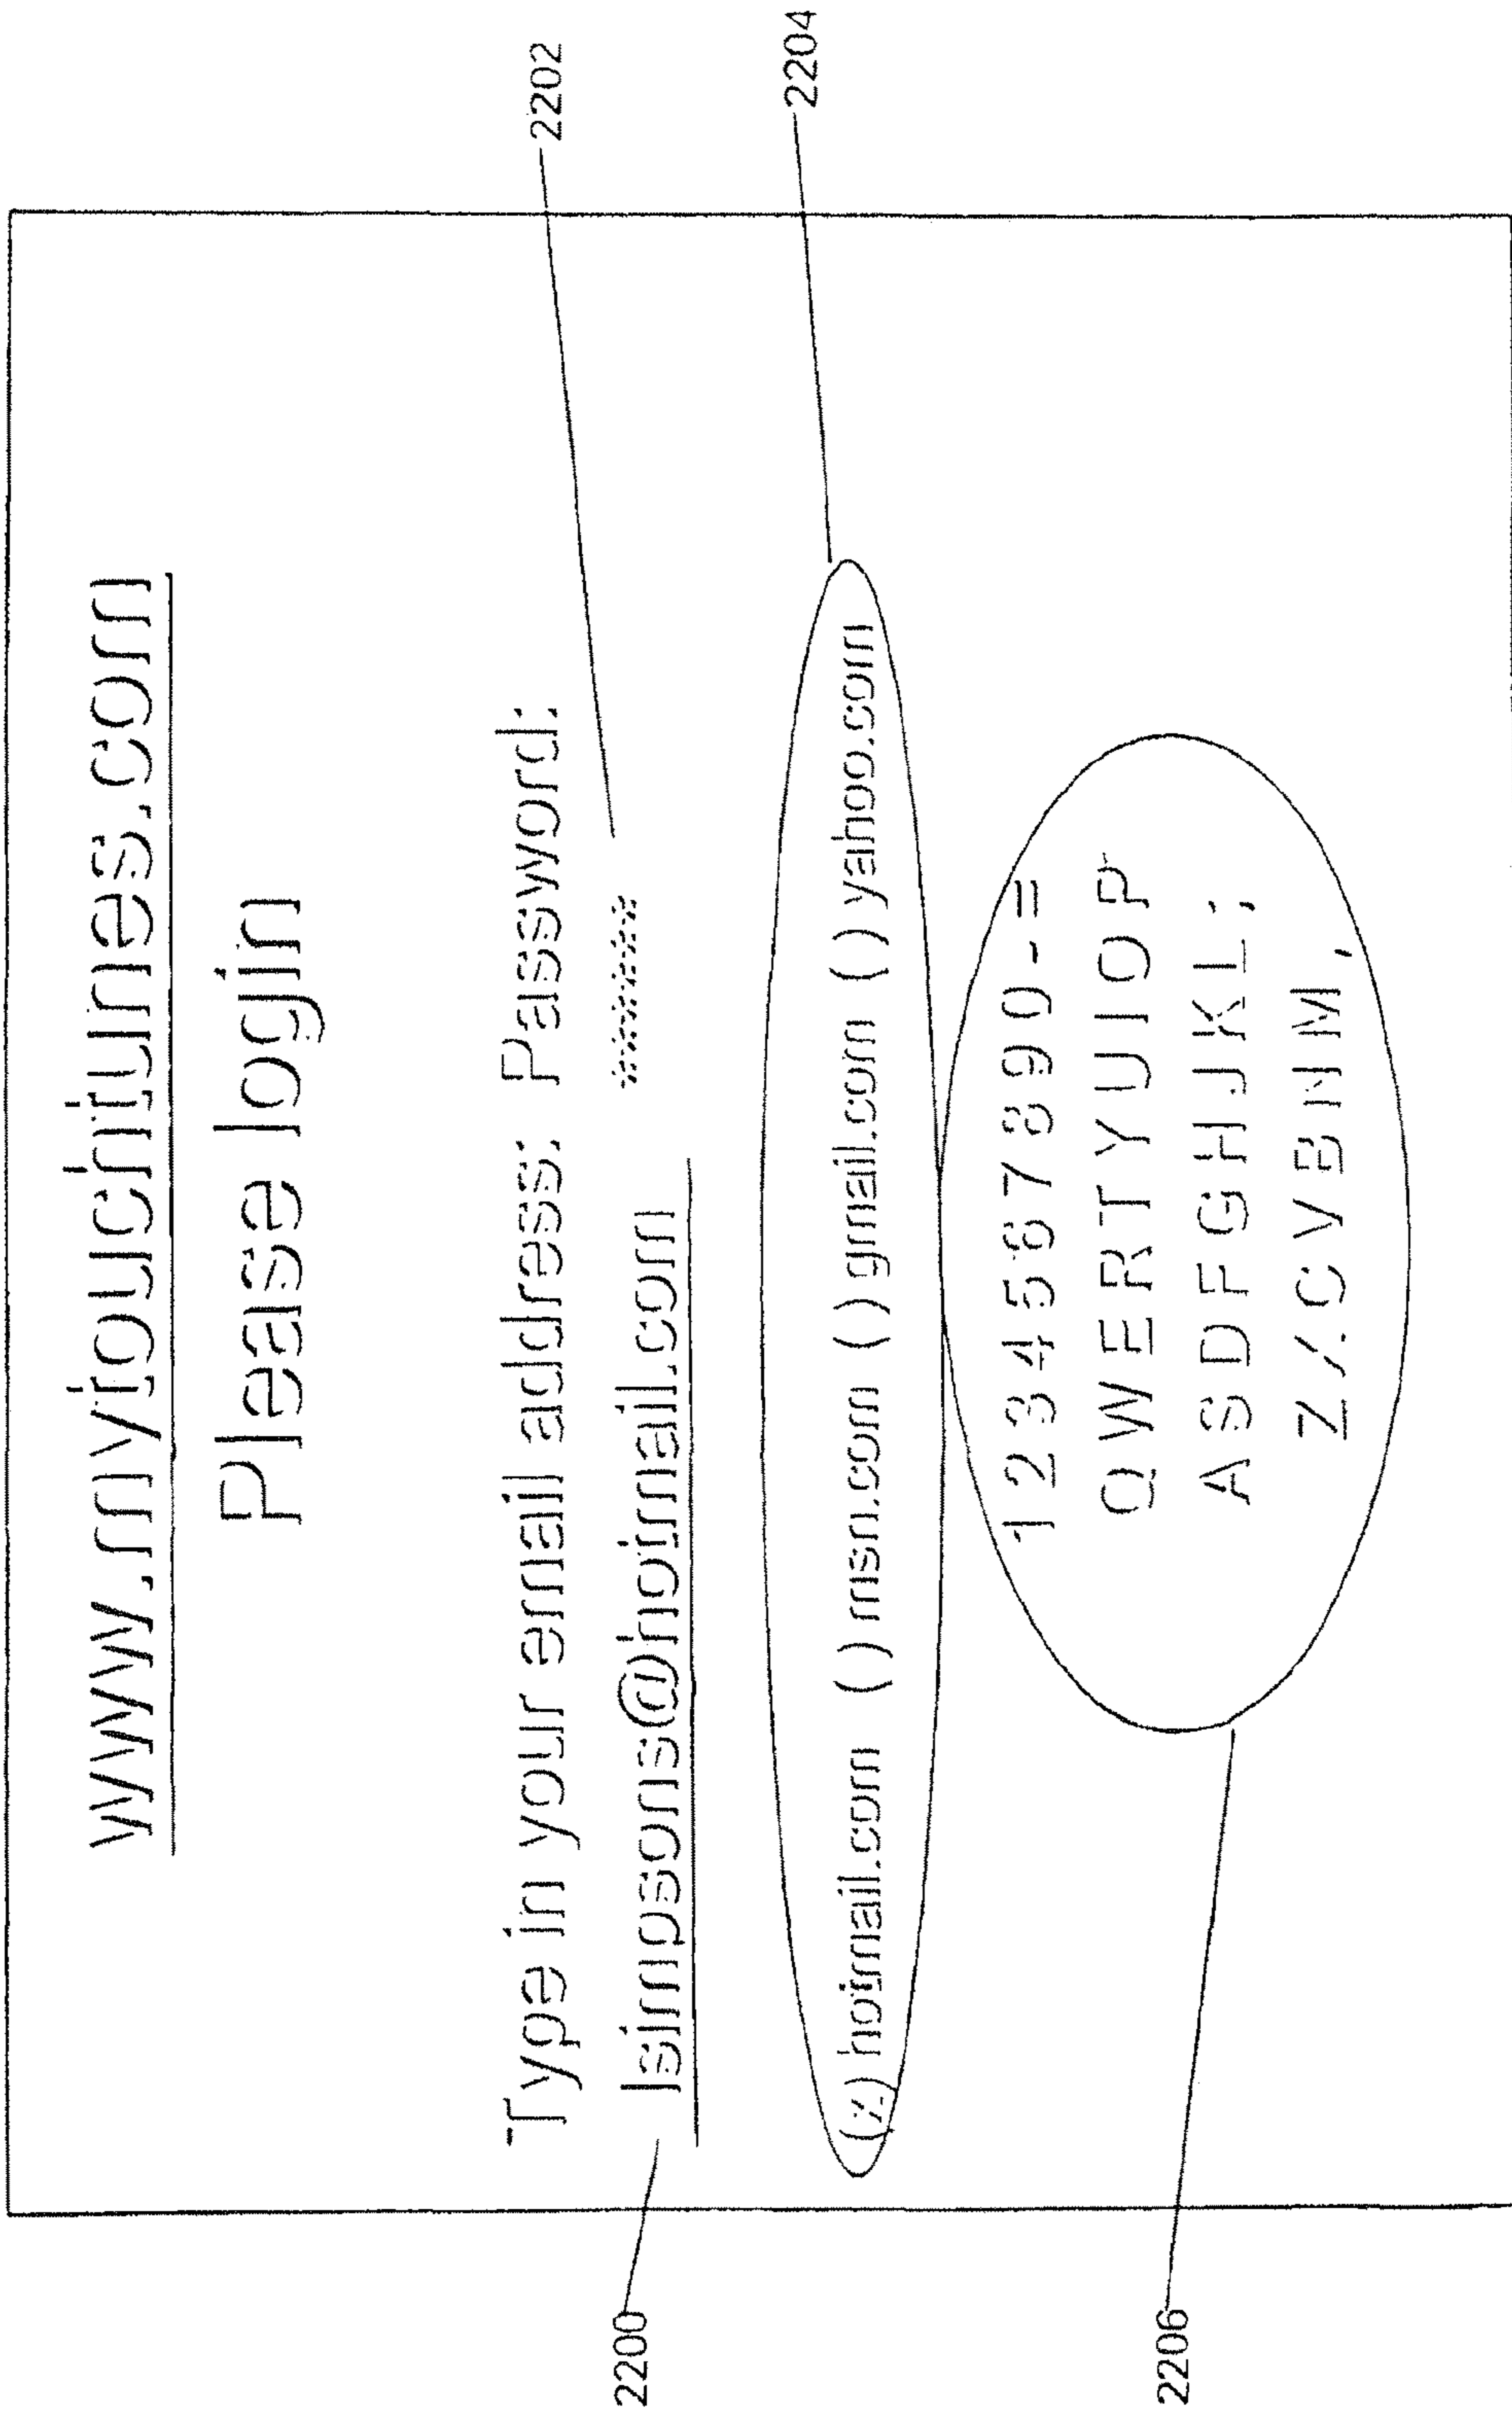 www.mytouchtunes.com
Please login
2202
Type in your email address: Password:
2200
lsimpsons@hotmail.com ******
2204
(x) hotmail.com () msn.com () gmail.com () yahoo.com
1 2 3 4 5 6 7 8 9 0 - =
Q W E R T Y U I O P
A S D F G H J K L ;
Z X C V B N M ,
2206